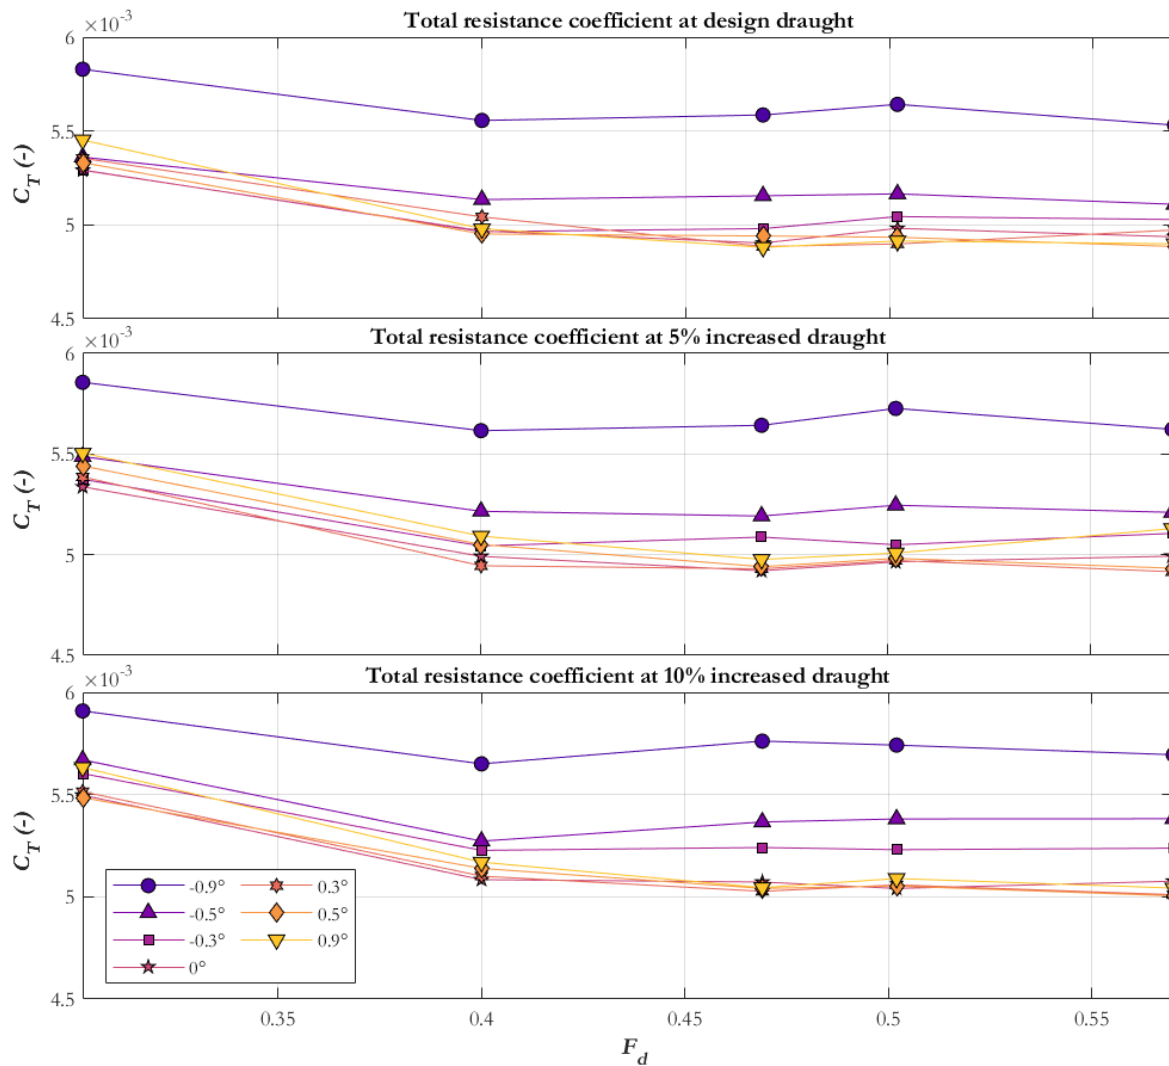 Total resistance coefficient at design draught
×10⁻³
6
5.5
5
4.5
C_T (-)
Total resistance coefficient at 5% increased draught
×10⁻³
6
5.5
5
4.5
C_T (-)
Total resistance coefficient at 10% increased draught
×10⁻³
6
5.5
5
4.5
C_T (-)
-0.9° 0.3°
-0.5° 0.5°
-0.3° 0.9°
0°
0.35 0.4 0.45 0.5 0.55
F_d